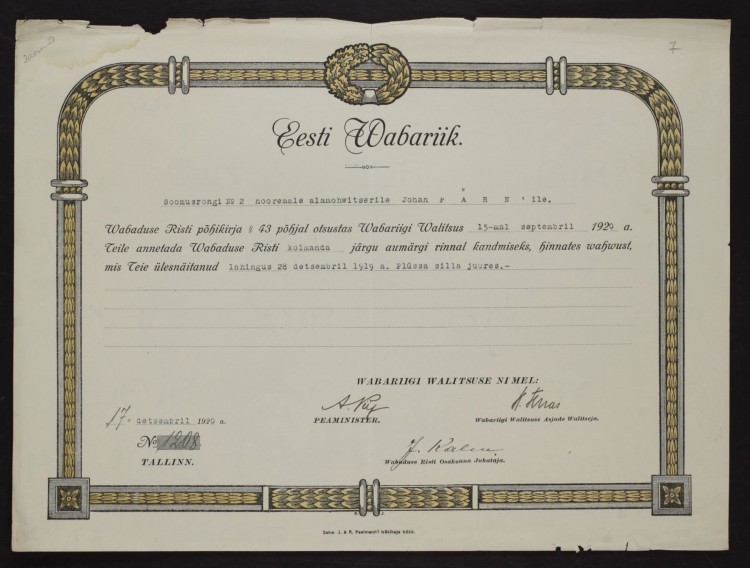 7
Eesti Wabariik.
Soomusrongi № 2 nooremale alamohwitserile Johan PÄRN'ile.
Wabaduse Risti põhikirja § 43 põhjal otsustas Wabariigi Walitsus 15-mal septembril 1920 a.
Teile annetada Wabaduse Risti kolmanda järgu aumärgi rinnal kandmiseks, hinnates wahwust,
mis Teie ülesnäitanud lahingus 28 detsembril 1919 a. Plüssa silla juures.-
WABARIIGI WALITSUSE NIMEL:
PEAMINISTER.
Wabariigi Walitsuse Asjade Walitseja.
17. detsembril 1920 a.
№ 1208
TALLINN.
J. Kalm
Wabaduse Risti Osakonna Juhataja.